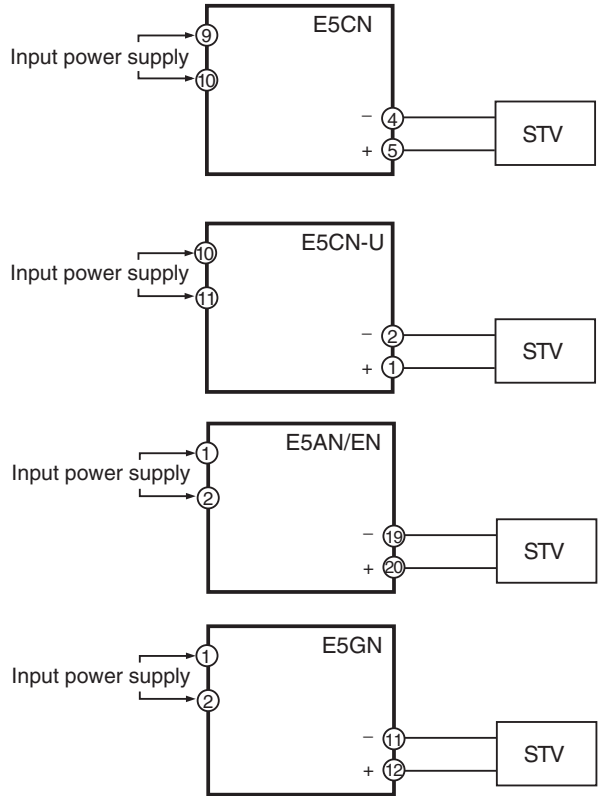 E5CN
9
Input power supply
10
− 4
STV
+ 5
E5CN-U
10
Input power supply
11
− 2
STV
+ 1
E5AN/EN
1
Input power supply
2
− 19
STV
+ 20
E5GN
1
Input power supply
2
− 11
STV
+ 12